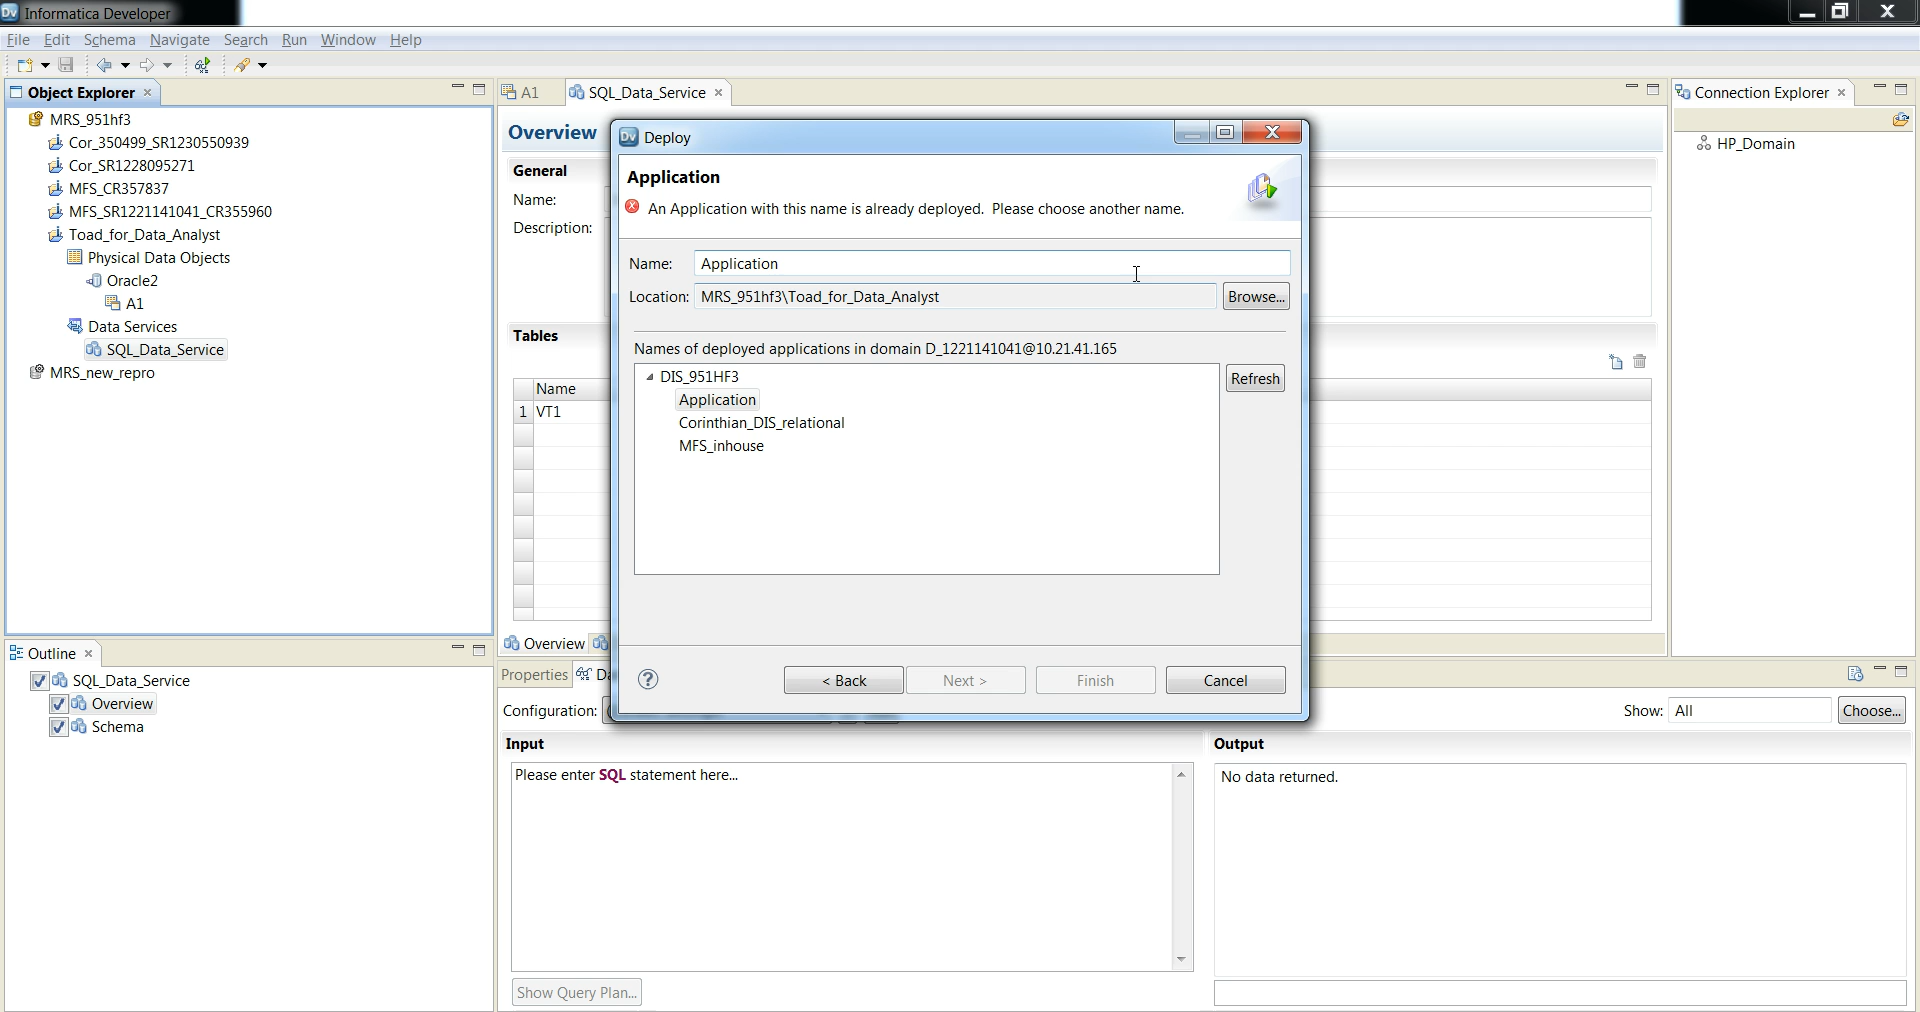 Informatica Developer
File Edit Schema Navigate Search Run Window Help
Object Explorer
MRS_951hf3
Cor_350499_SR1230550939
Cor_SR1228095271
MFS_CR357837
MFS_SR1221141041_CR355960
Toad_for_Data_Analyst
Physical Data Objects
Oracle2
A1
Data Services
SQL_Data_Service
MRS_new_repro
Outline
SQL_Data_Service
Overview
Schema
A1 SQL_Data_Service
Overview
General
Name:
Description:
Tables
Name
1 VT1
Overview
Dv Deploy
Application
An Application with this name is already deployed. Please choose another name.
Name: Application
Location: MRS_951hf3\Toad_for_Data_Analyst Browse...
Names of deployed applications in domain D_1221141041@10.21.41.165
DIS_951HF3
Application
Corinthian_DIS_relational
MFS_inhouse
Refresh
? < Back Next > Finish Cancel
Connection Explorer
HP_Domain
Properties Da
Configuration:
Show: All Choose...
Input
Please enter SQL statement here...
Show Query Plan...
Output
No data returned.